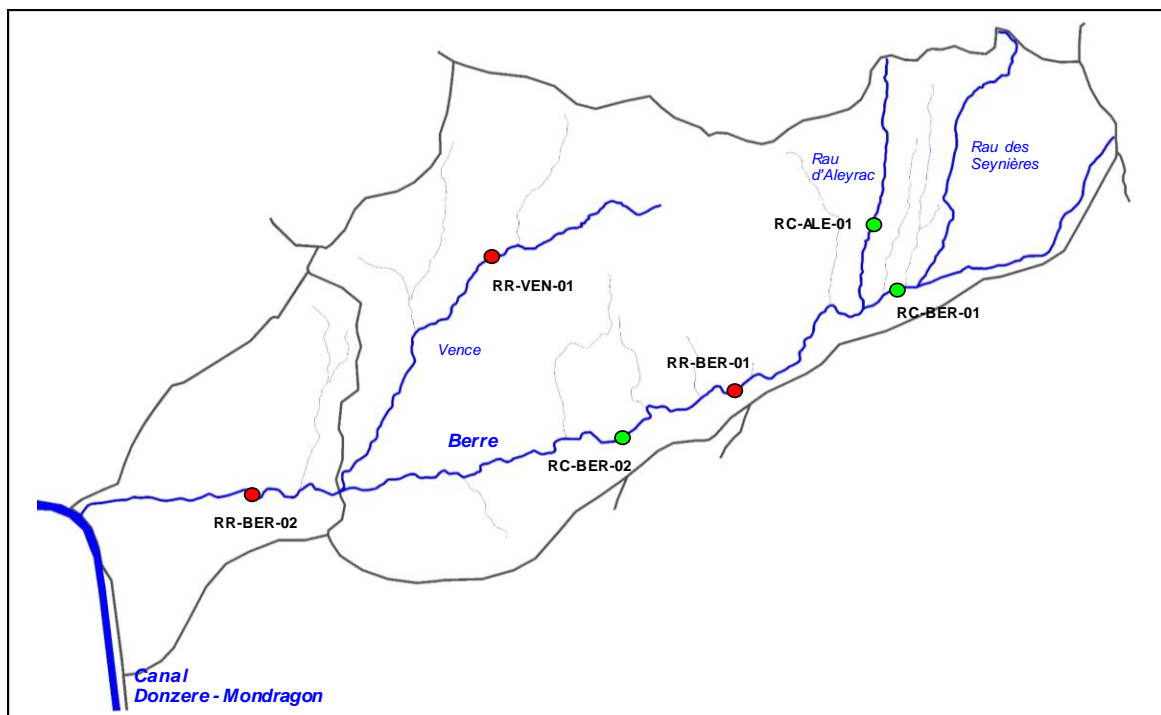 Rau
d'Aleyrac
Rau des
Seynières
RC-ALE-01
RR-VEN-01
RC-BER-01
Vence
RR-BER-01
Berre
RC-BER-02
RR-BER-02
Canal
Donzere - Mondragon